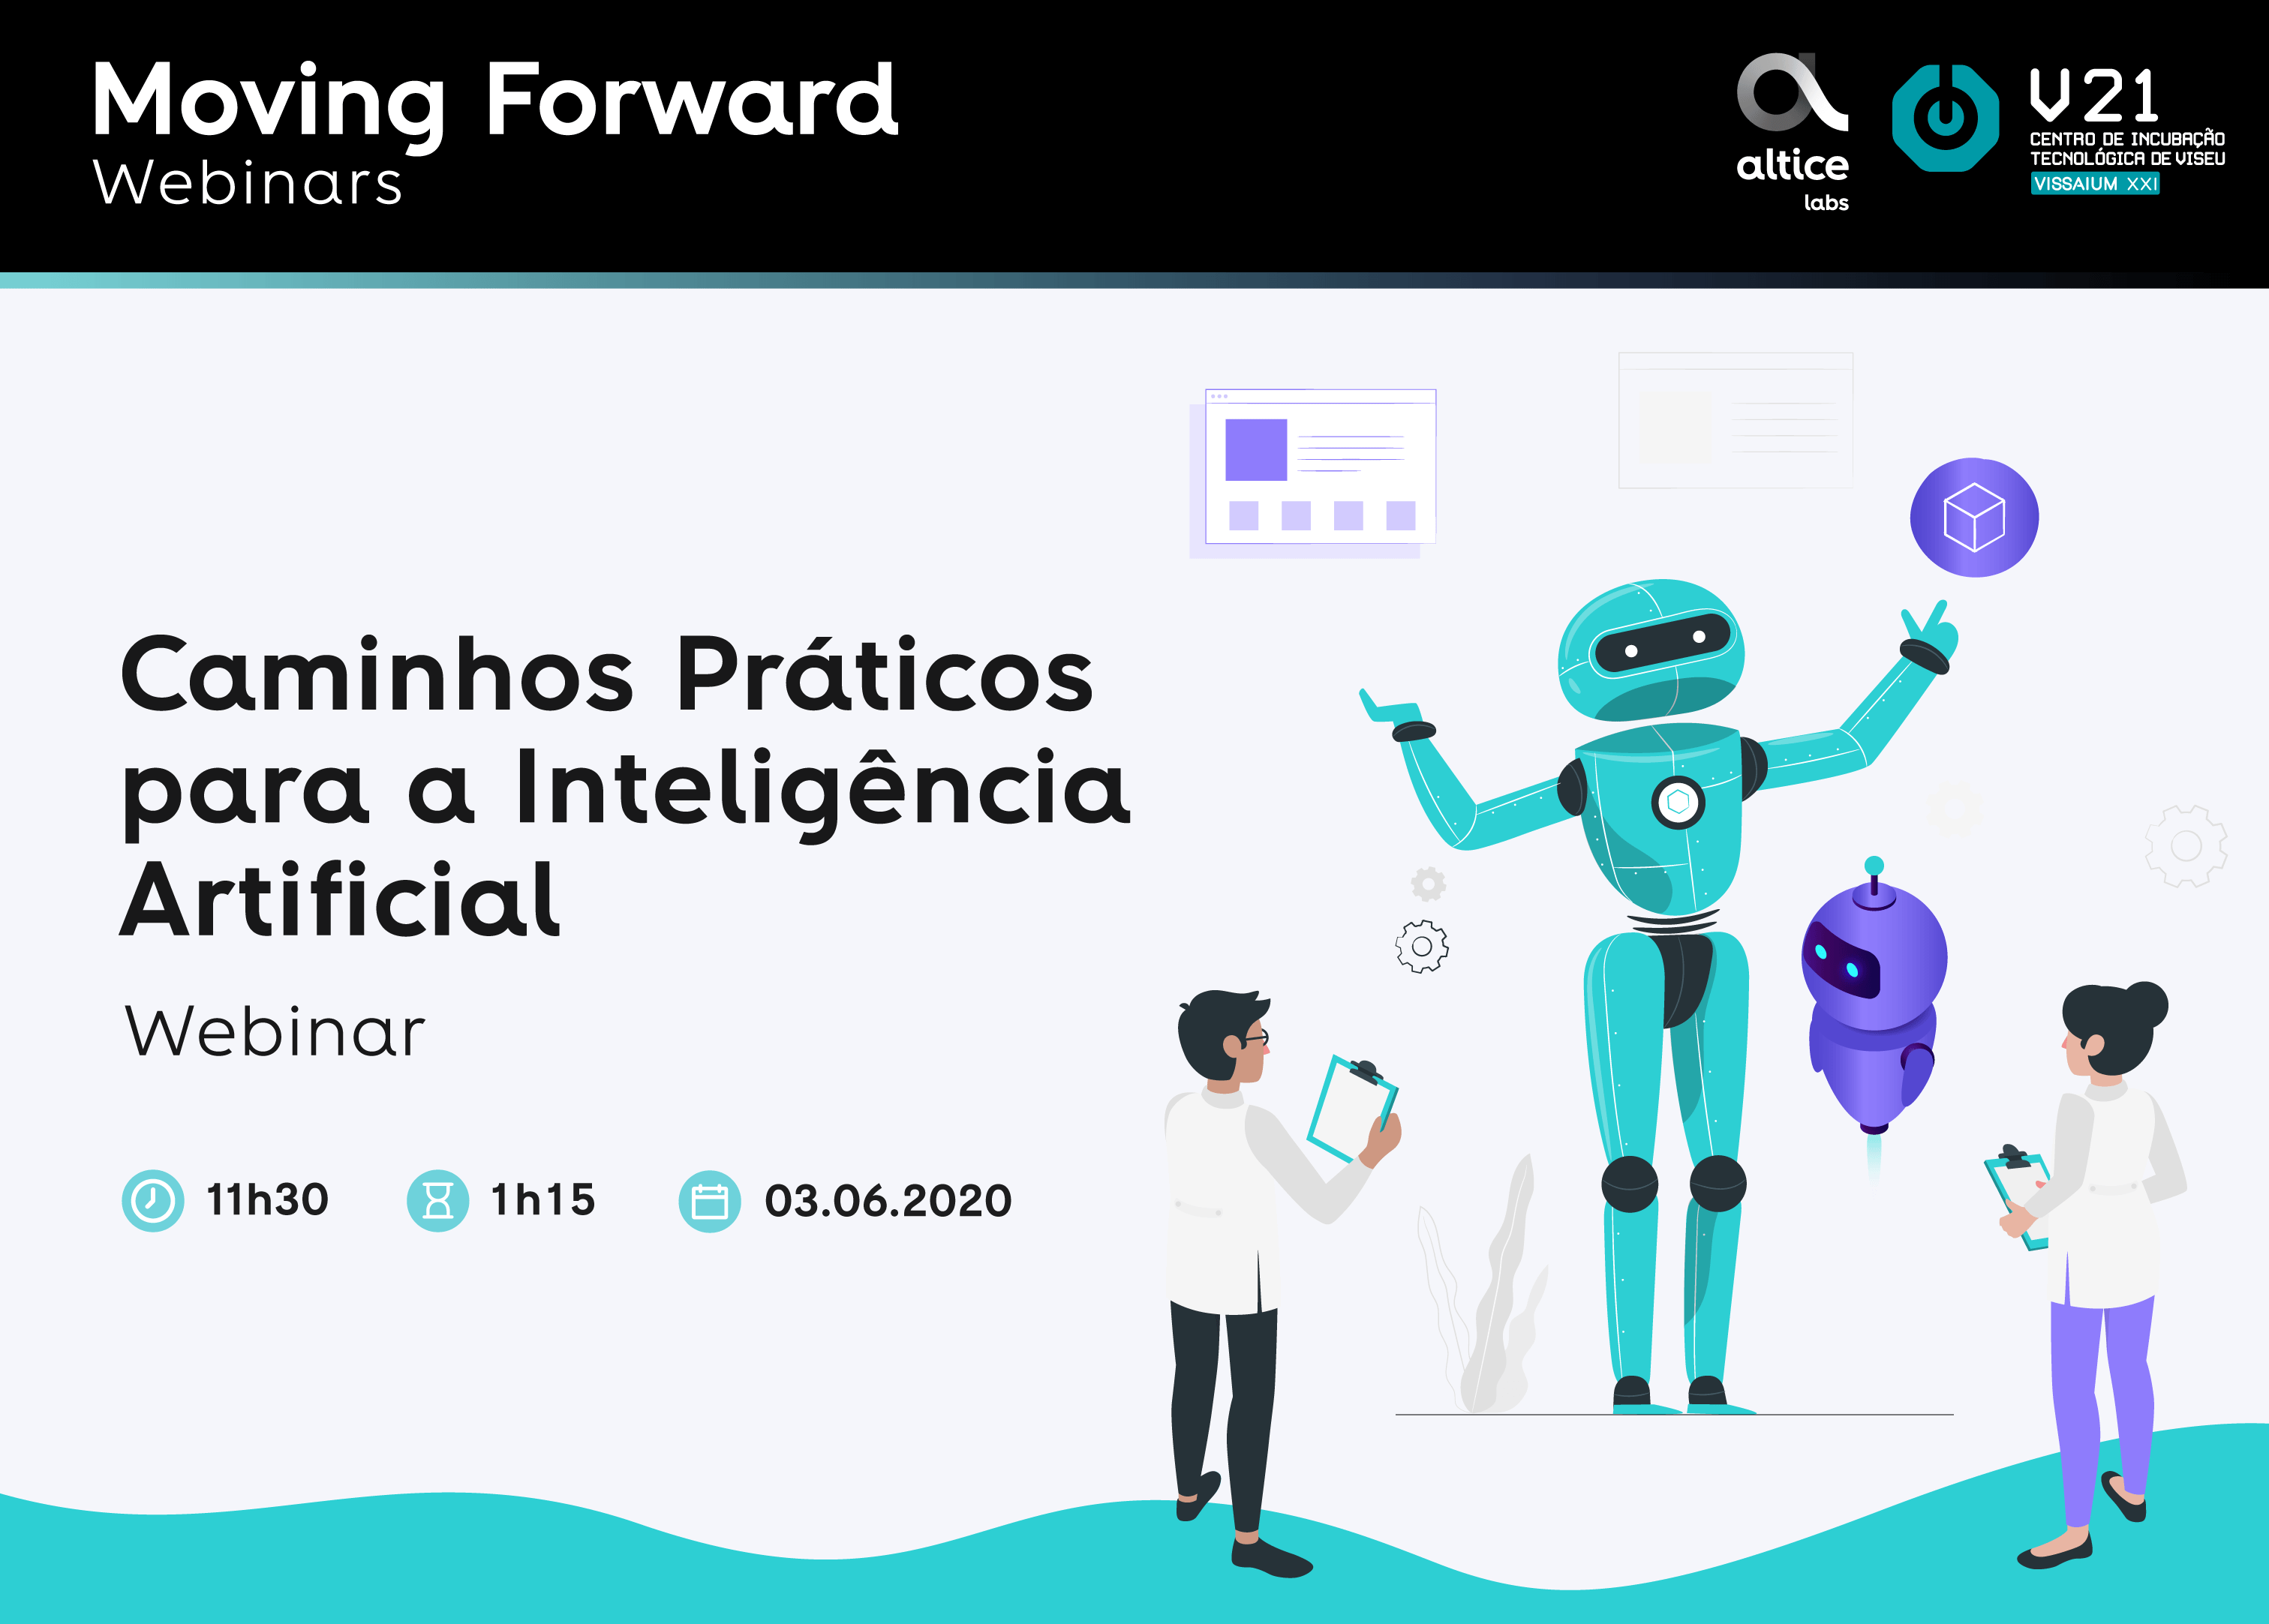 Moving Forward
Webinars
altice
labs
V21
CENTRO DE INCUBAÇÃO
TECNOLÓGICA DE VISEU
VISSAIUM XXI
Caminhos Práticos
para a Inteligência
Artificial
Webinar
11h30 1h15 03.06.2020